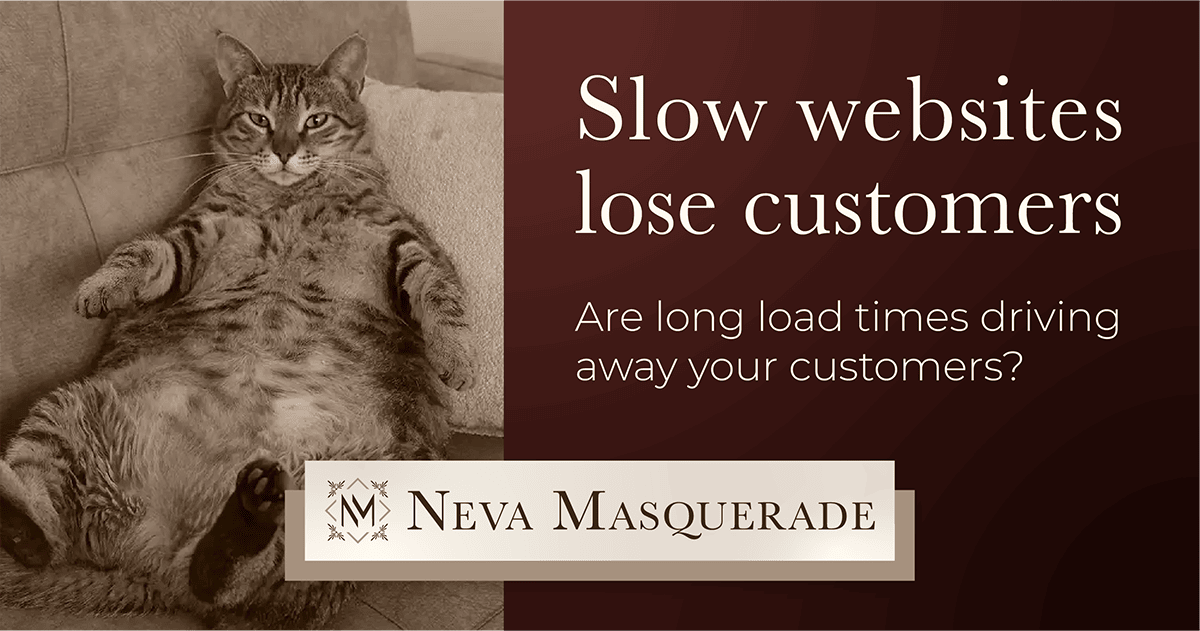 Slow websites
lose customers
Are long load times driving
away your customers?
NM NEVA MASQUERADE